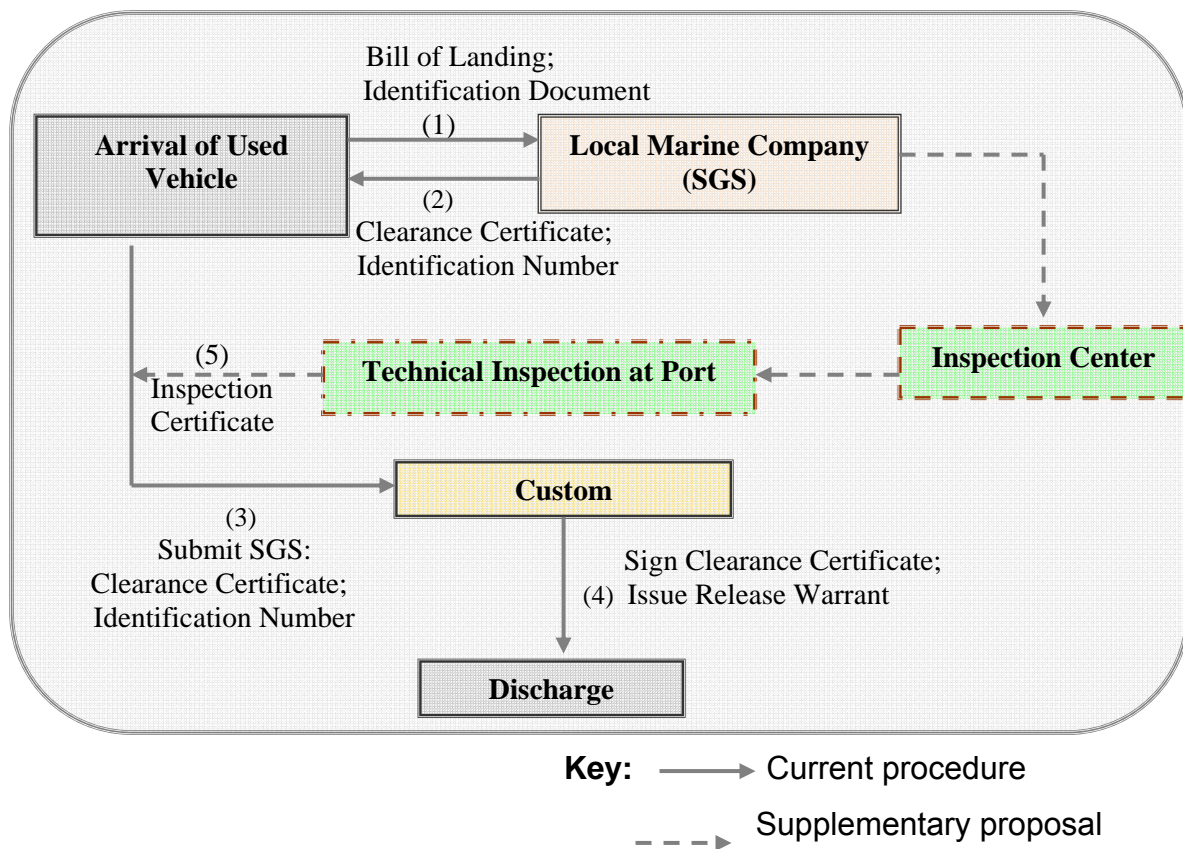 Bill of Landing;
Identification Document
(1)
Arrival of Used
Vehicle
Local Marine Company
(SGS)
(2)
Clearance Certificate;
Identification Number
(5)
Inspection
Certificate
Technical Inspection at Port
Inspection Center
Custom
(3)
Submit SGS:
Clearance Certificate;
Identification Number
Sign Clearance Certificate;
(4) Issue Release Warrant
Discharge
Key: Current procedure
Supplementary proposal